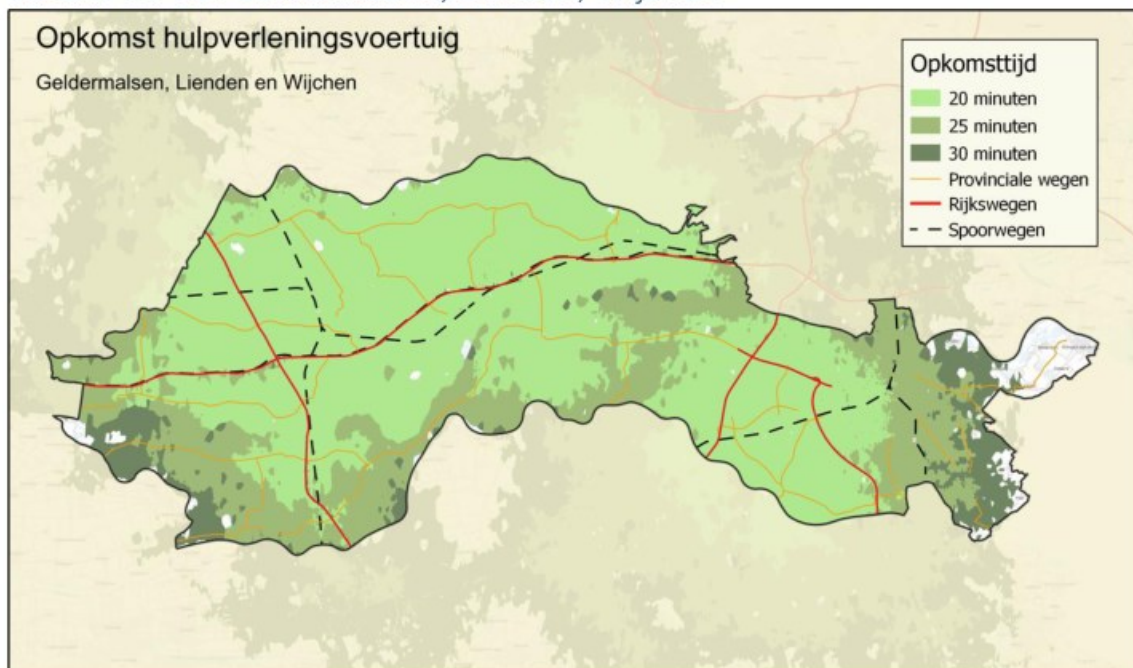 Opkomst hulpverleningsvoertuig
Geldermalsen, Lienden en Wijchen
Opkomsttijd
20 minuten
25 minuten
30 minuten
Provinciale wegen
Rijkswegen
Spoorwegen